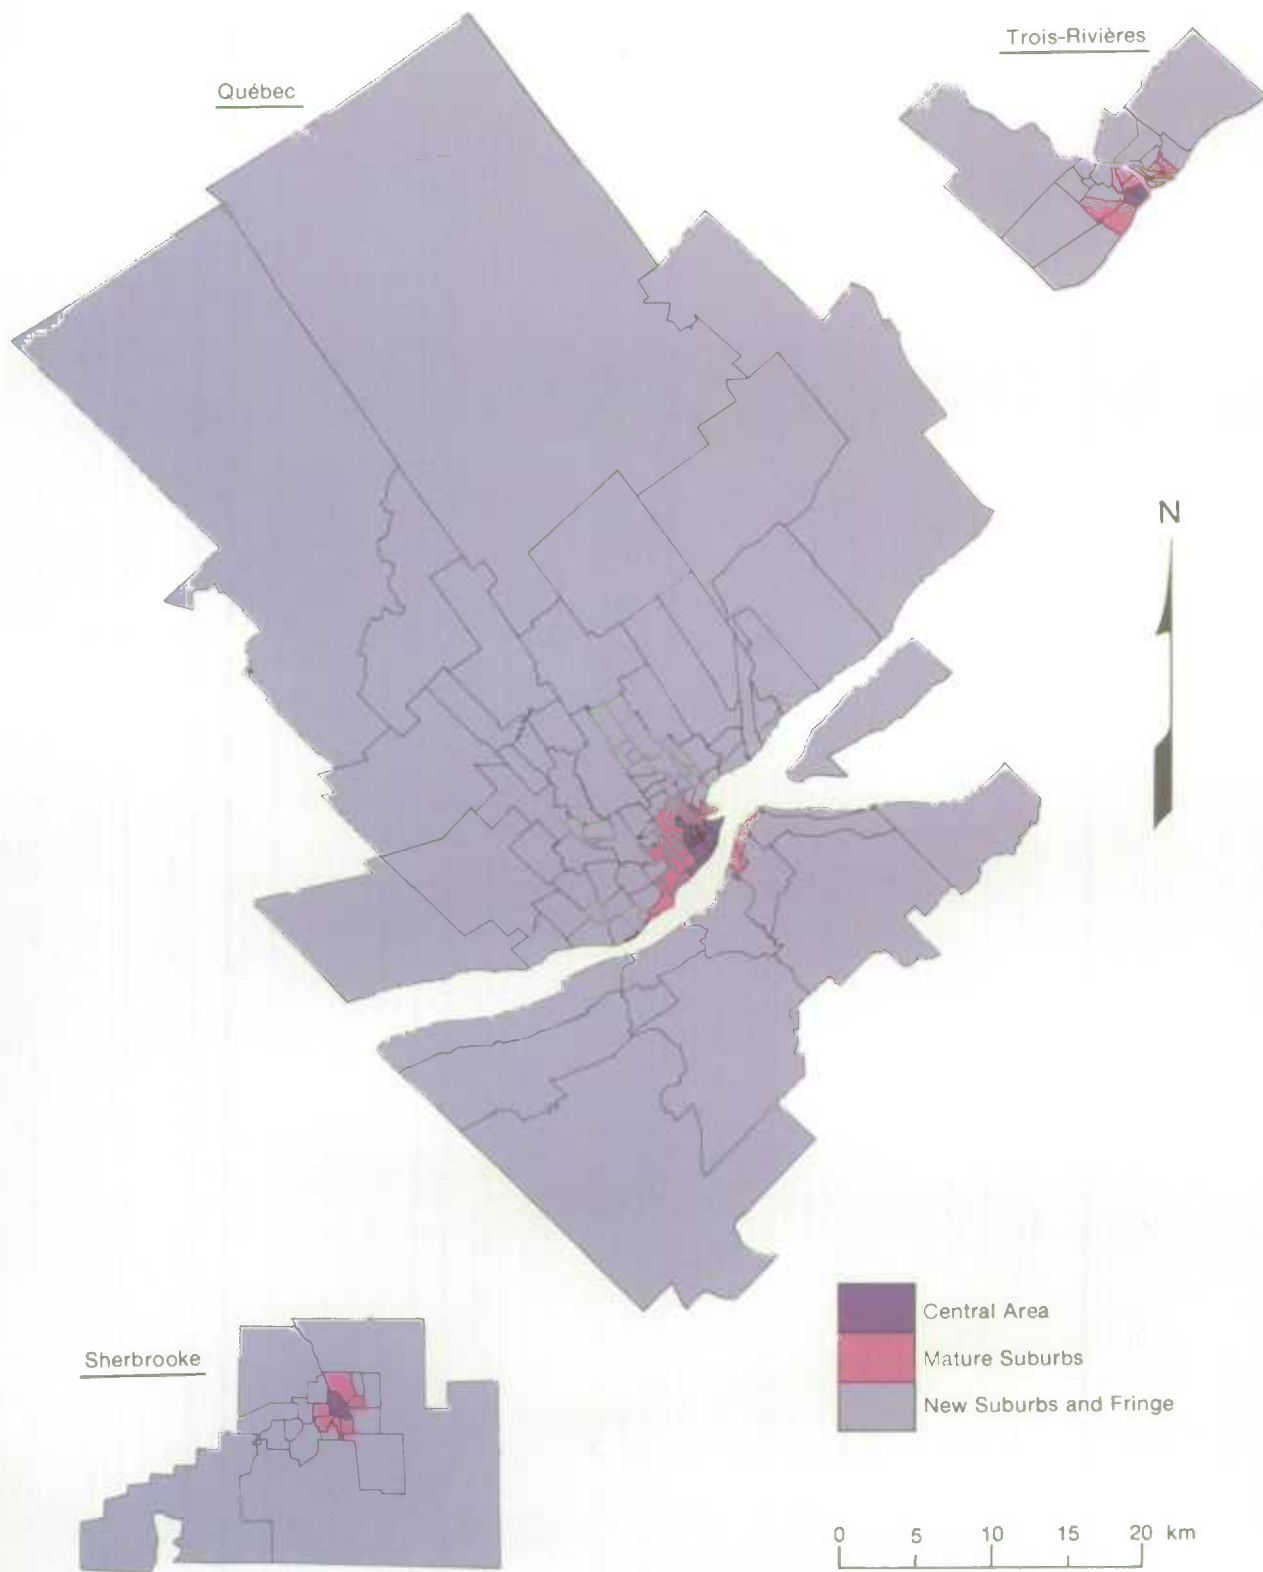 Trois-Rivières
Québec
N
Central Area
Mature Suburbs
New Suburbs and Fringe
Sherbrooke
0 5 10 15 20 km